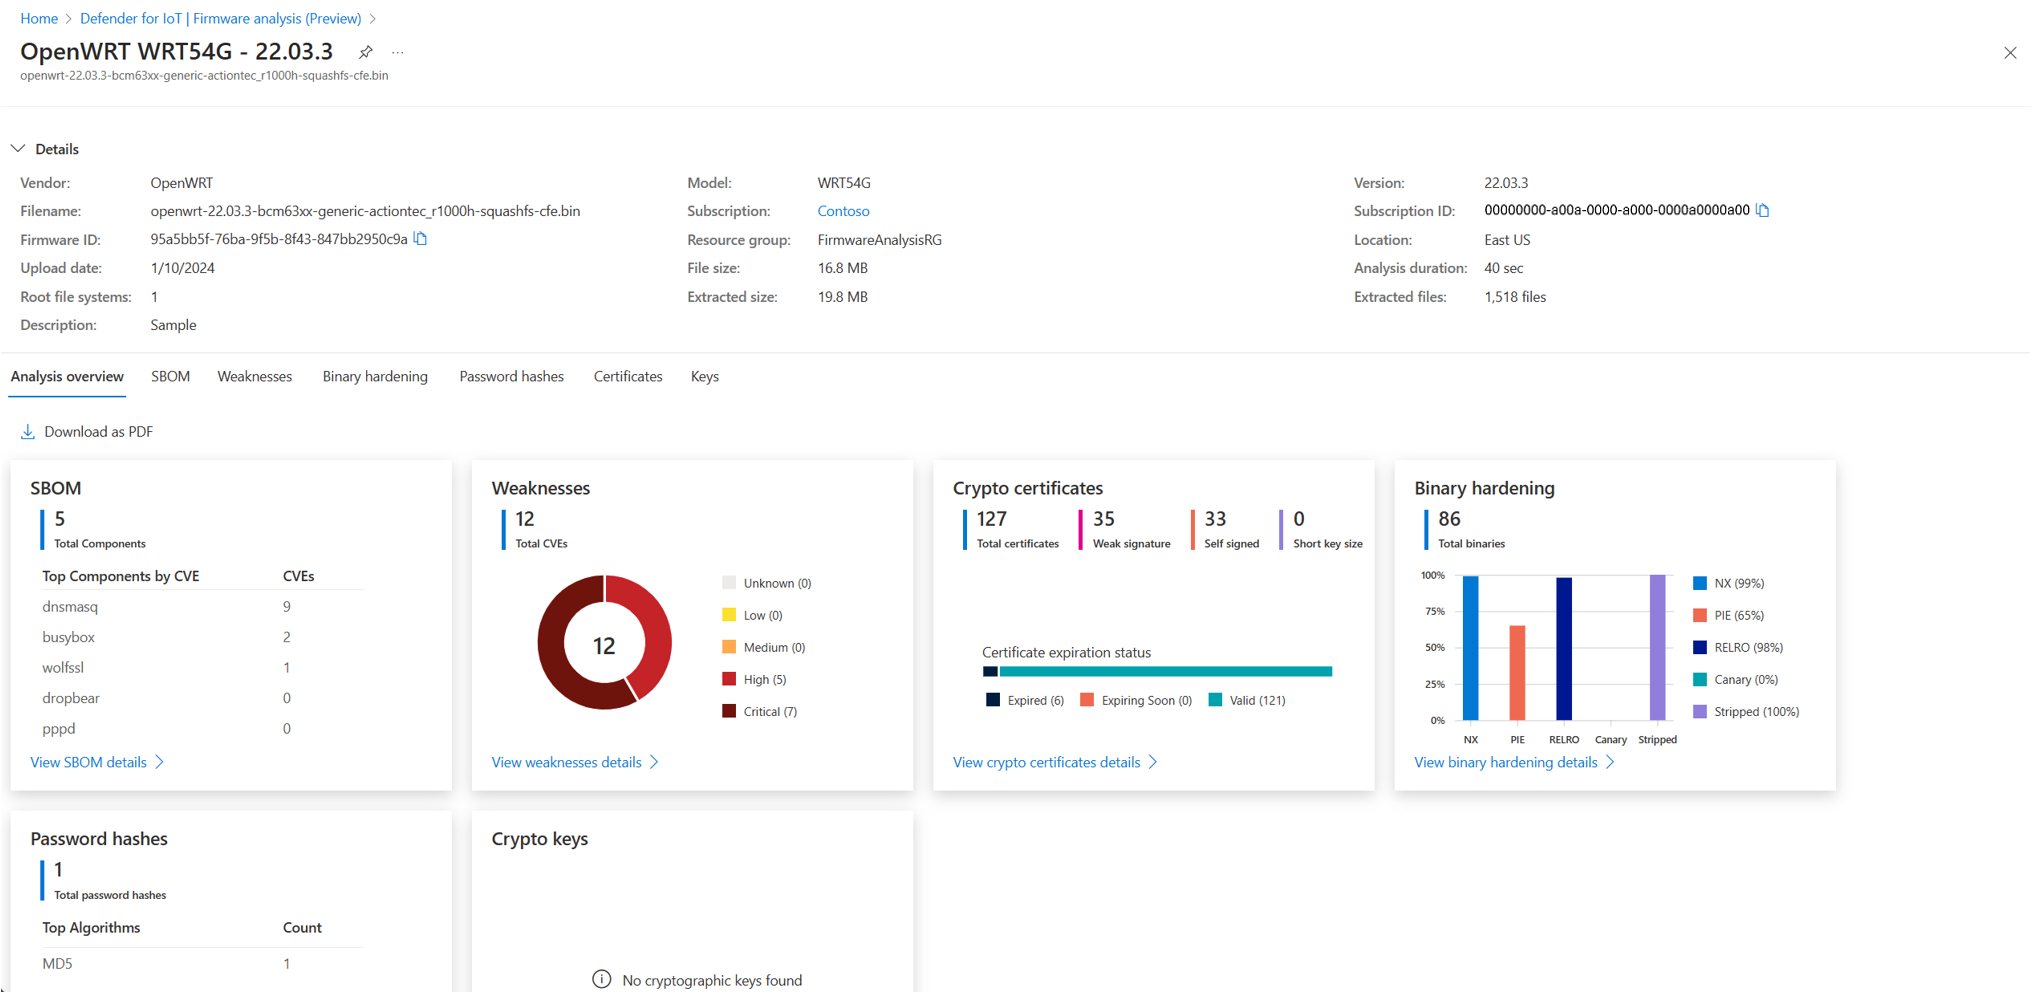 Home > Defender for IoT | Firmware analysis (Preview) >
OpenWRT WRT54G - 22.03.3 ...
openwrt-22.03.3-bcm63xx-generic-actiontec_r1000h-squashfs-cfe.bin
Details
Vendor: OpenWRT Model: WRT54G Version: 22.03.3
Filename: openwrt-22.03.3-bcm63xx-generic-actiontec_r1000h-squashfs-cfe.bin Subscription: Contoso Subscription ID: 00000000-a00a-0000-a000-0000a0000a00
Firmware ID: 95a5bb5f-76ba-9f5b-8f43-847bb2950c9a Resource group: FirmwareAnalysisRG Location: East US
Upload date: 1/10/2024 File size: 16.8 MB Analysis duration: 40 sec
Root file systems: 1 Extracted size: 19.8 MB Extracted files: 1,518 files
Description: Sample
Analysis overview SBOM Weaknesses Binary hardening Password hashes Certificates Keys
Download as PDF
SBOM
5
Total Components
Top Components by CVE CVEs
dnsmasq 9
busybox 2
wolfssl 1
dropbear 0
pppd 0
View SBOM details >
Weaknesses
12
Total CVEs
12
Unknown (0)
Low (0)
Medium (0)
High (5)
Critical (7)
View weaknesses details >
Crypto certificates
127 35 33 0
Total certificates Weak signature Self signed Short key size
Certificate expiration status
Expired (6) Expiring Soon (0) Valid (121)
View crypto certificates details >
Binary hardening
86
Total binaries
100%
75%
50%
25%
0%
NX PIE RELRO Canary Stripped
NX (99%)
PIE (65%)
RELRO (98%)
Canary (0%)
Stripped (100%)
View binary hardening details >
Password hashes
1
Total password hashes
Top Algorithms Count
MD5 1
Crypto keys
No cryptographic keys found